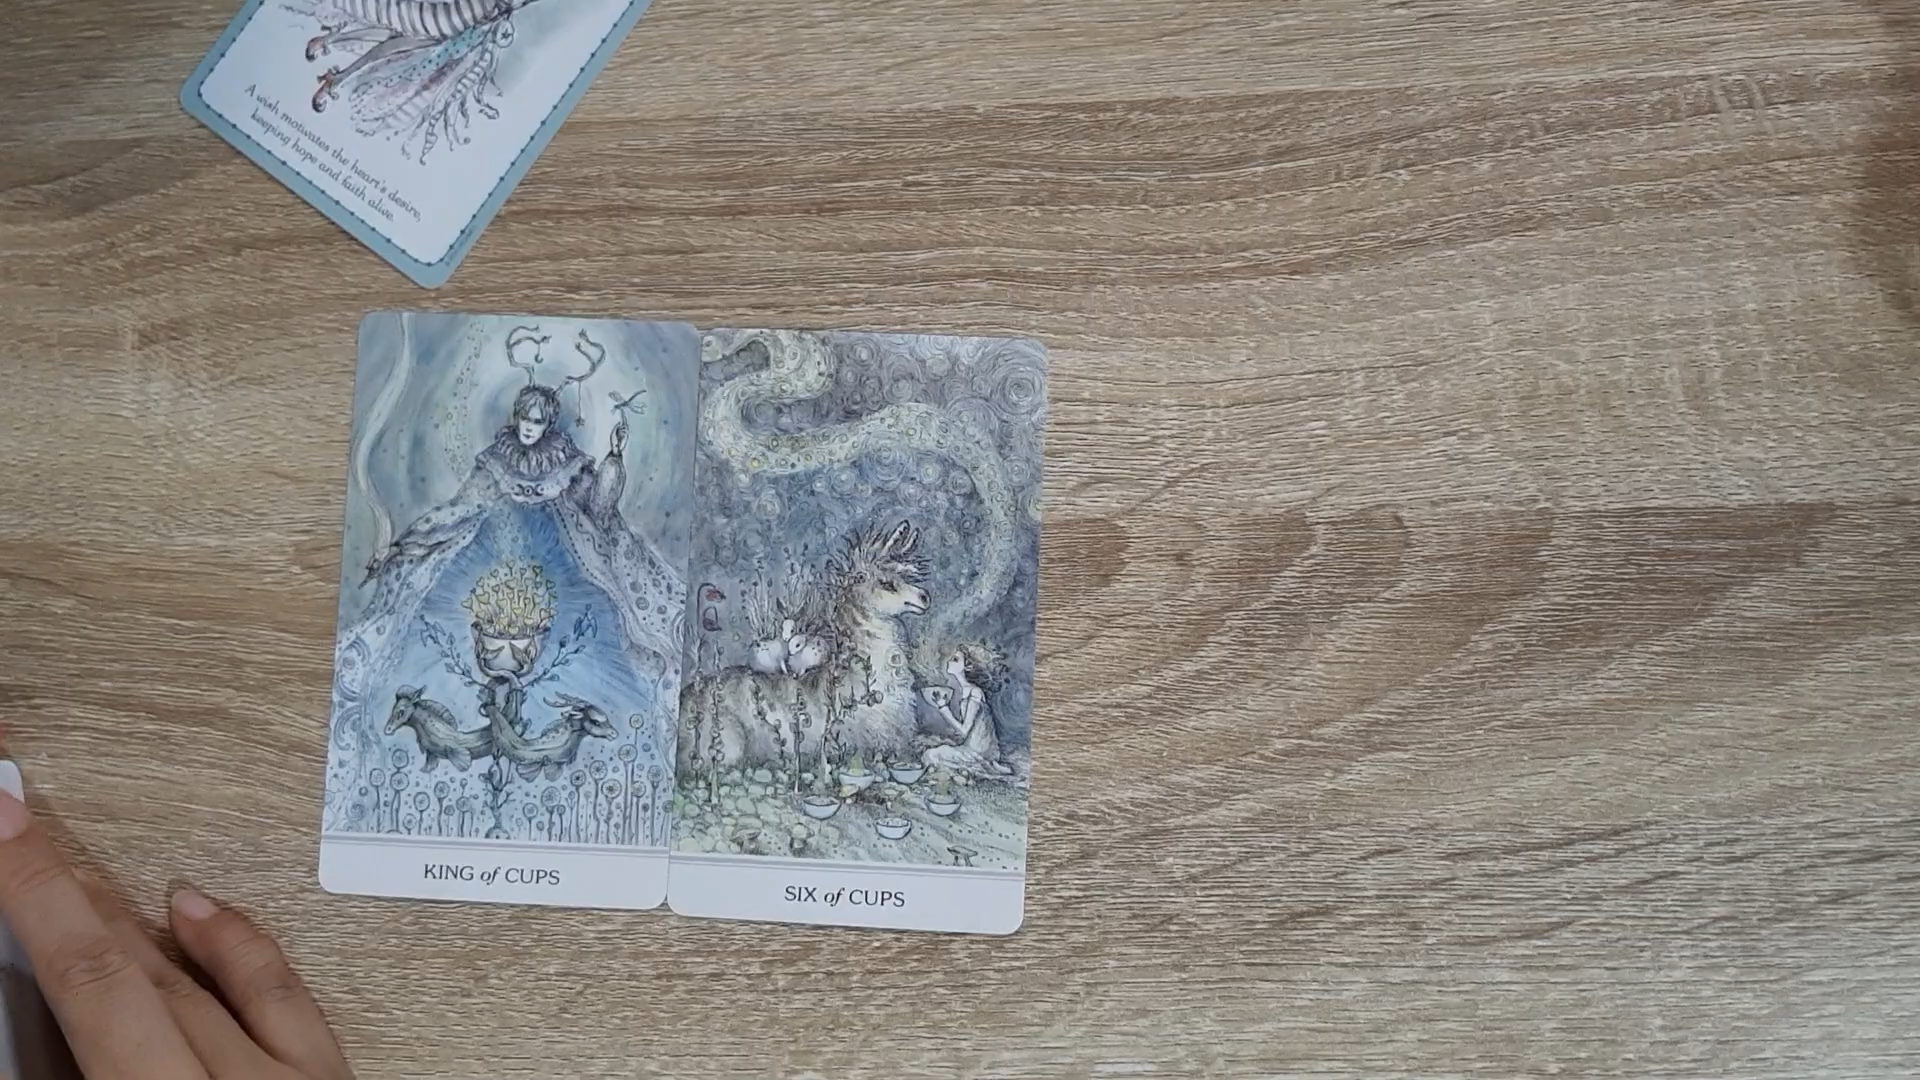 A wish motivates the heart's desire,
keeping hope and faith alive.
KING of CUPS
SIX of CUPS